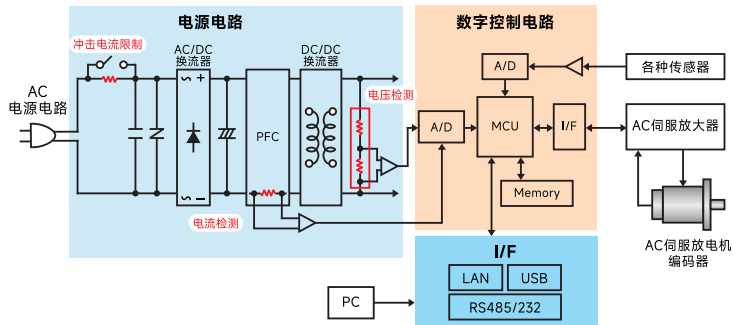 电源电路
数字控制电路
冲击电流限制
AC/DC
换流器
DC/DC
换流器
AC
电源电路
PFC
电压检测
电流检测
A/D
A/D
MCU
I/F
Memory
各种传感器
AC伺服放大器
AC伺服放电机
编码器
I/F
LAN
USB
RS485/232
PC